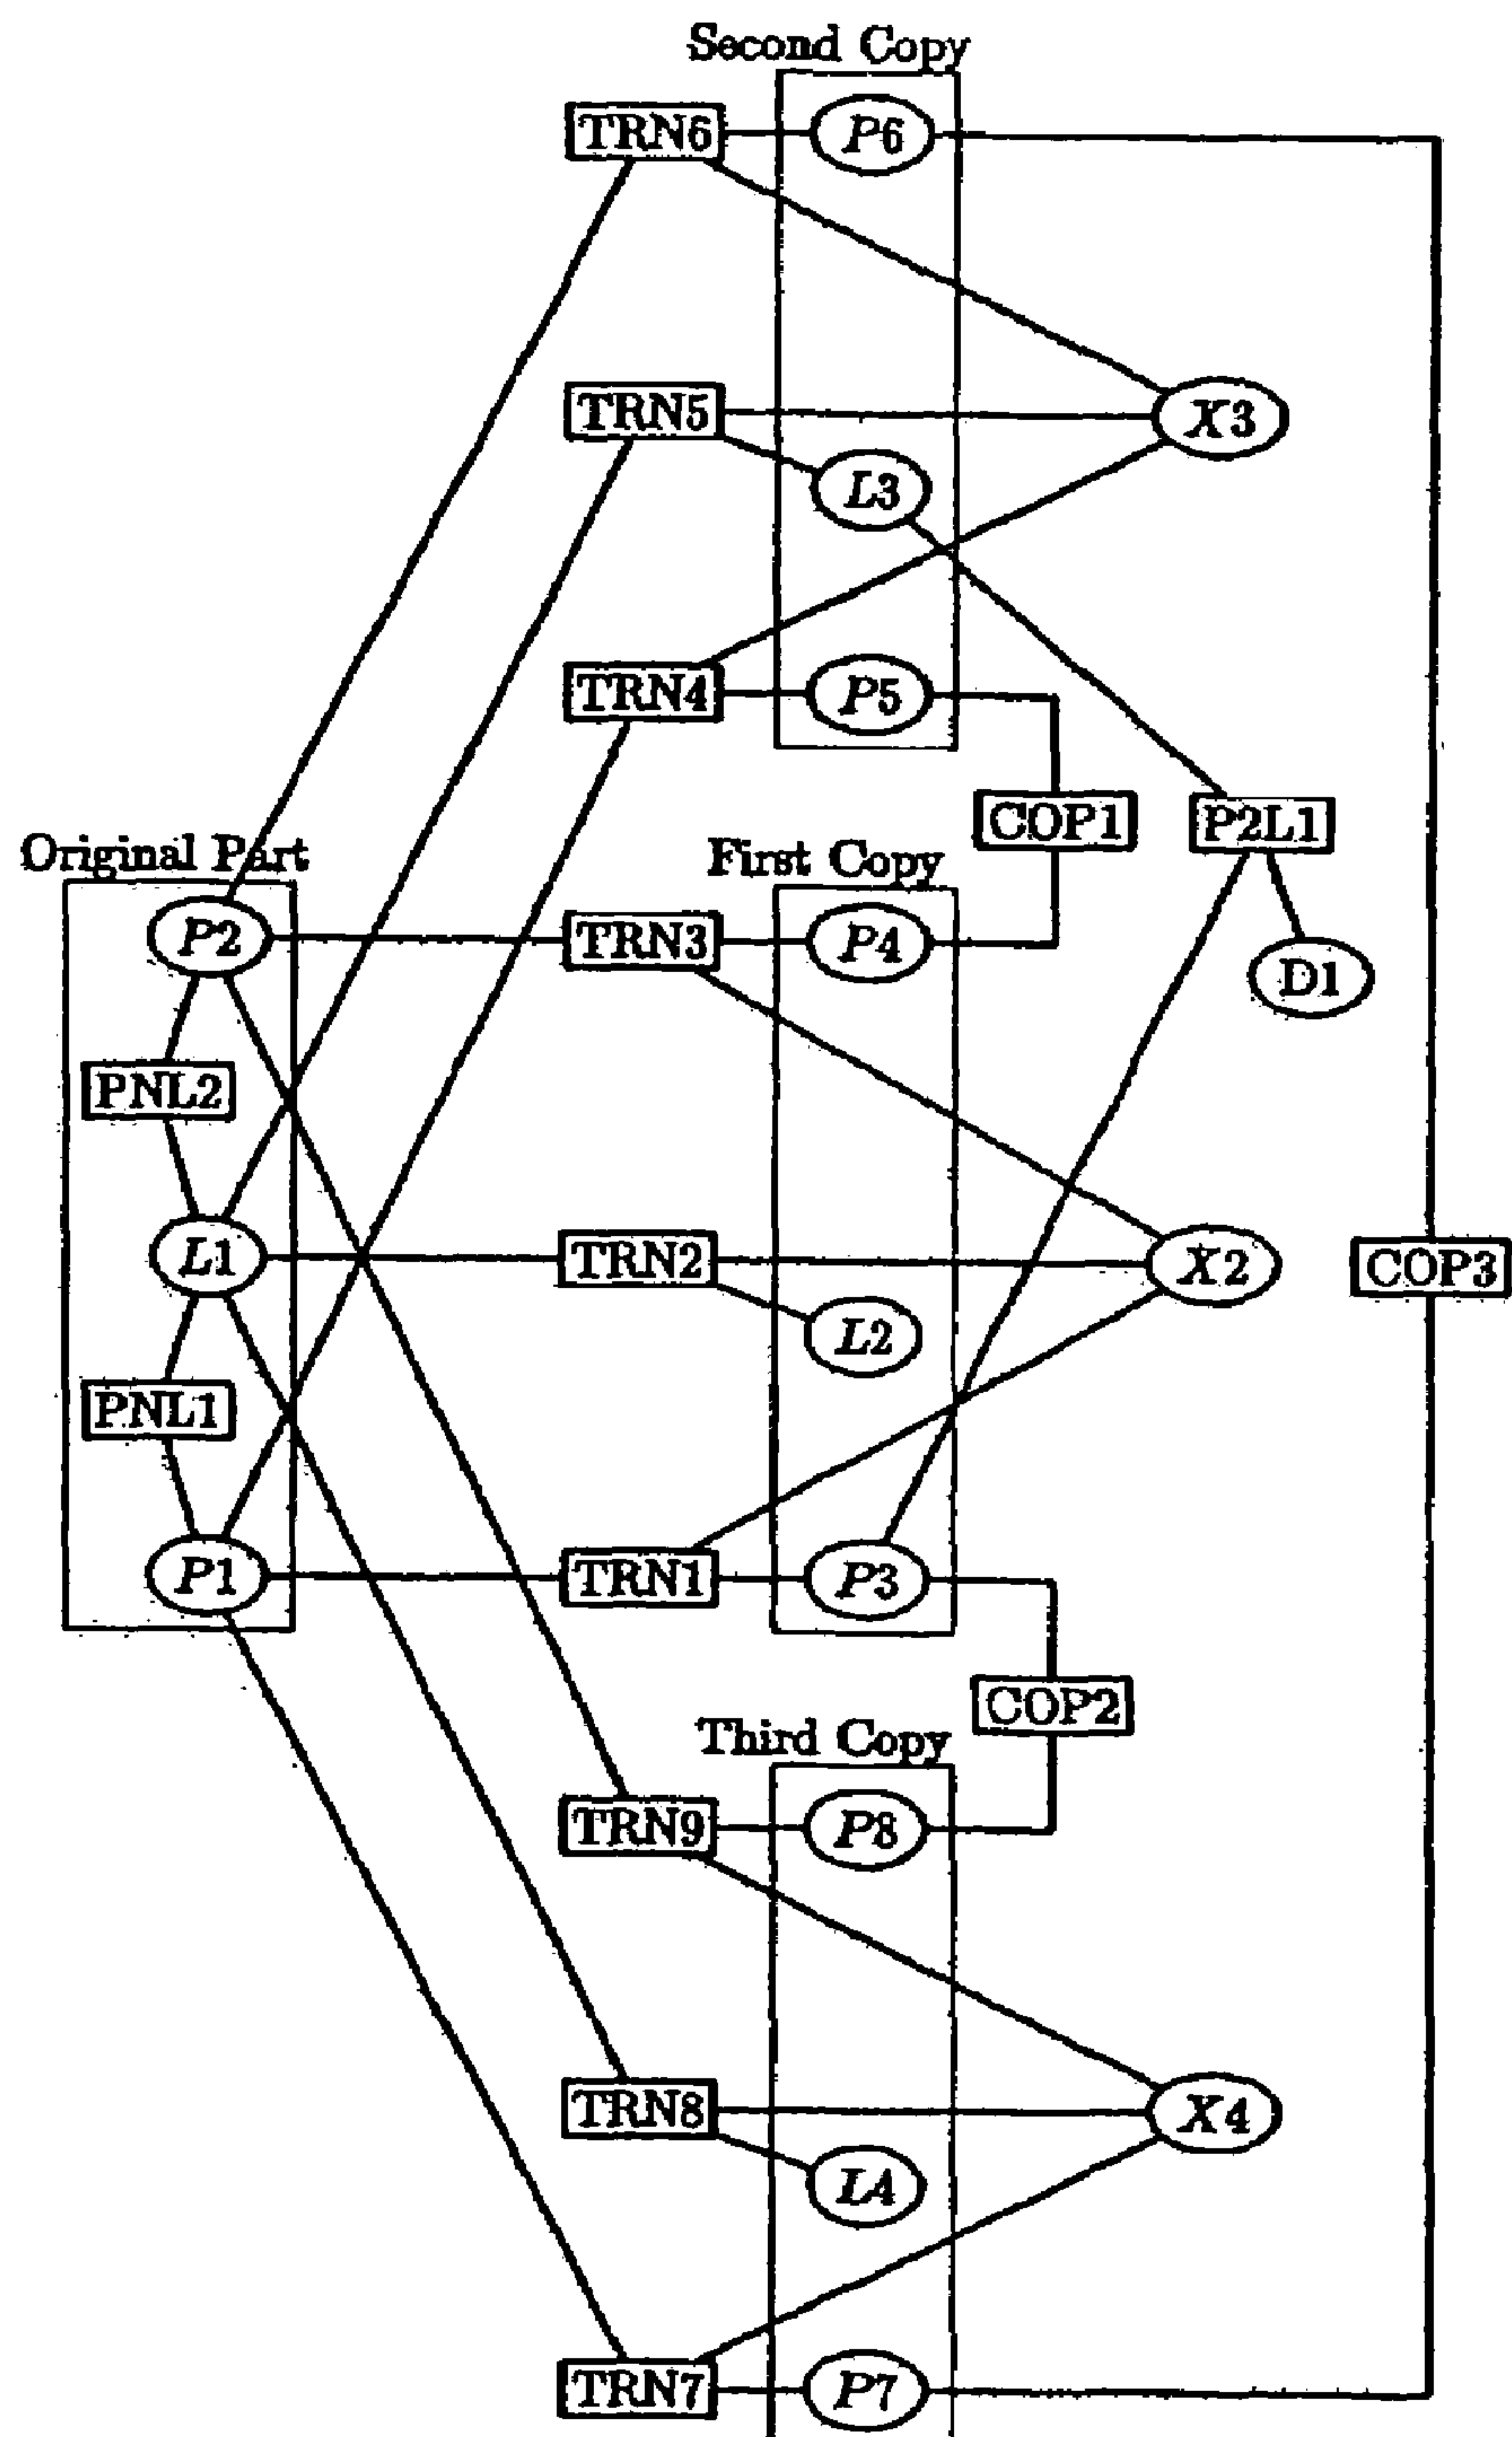 Second Copy
TRN6
P6
TRN5
X3
L3
TRN4
P5
COP1
P2L1
Original Part
First Copy
P2
TRN3
P4
D1
PNL2
L1
TRN2
X2
COP3
L2
PNL1
P1
TRN1
P3
COP2
Third Copy
TRN9
P8
TRN8
X4
L4
TRN7
P7